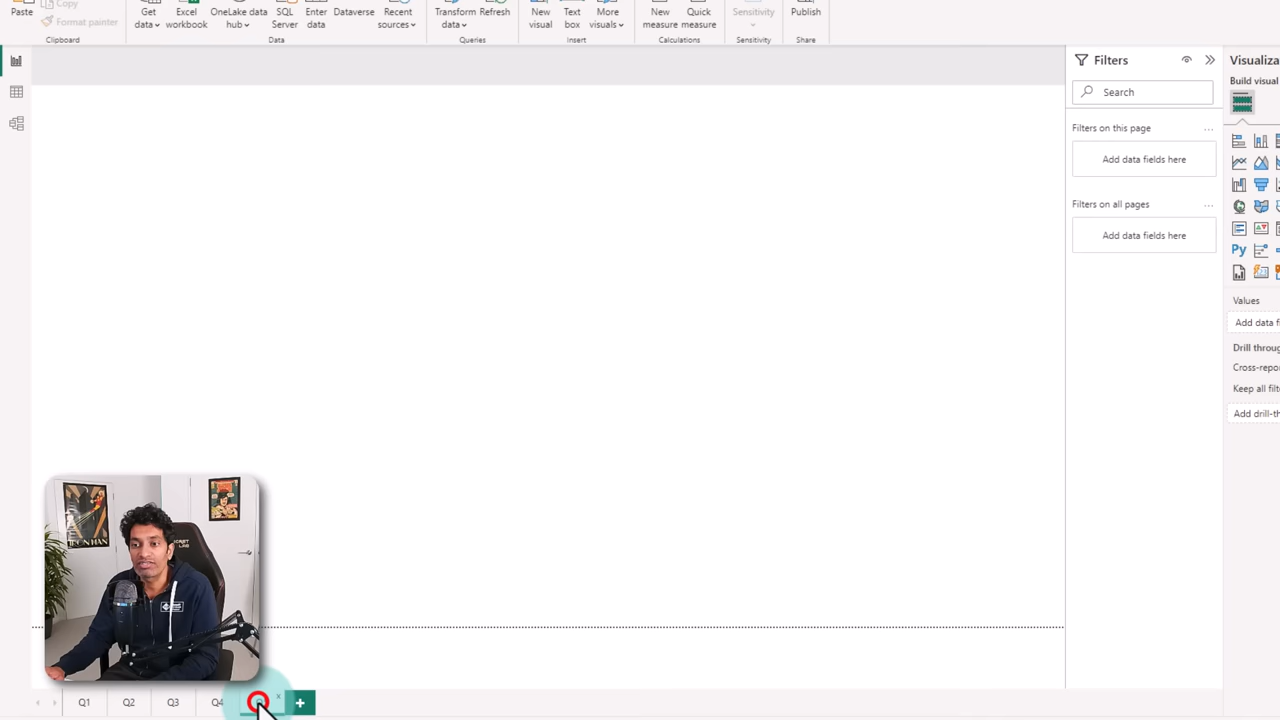 Copy
Paste
Format painter
Clipboard
Get data
Excel workbook
OneLake data hub
SQL Server
Enter data
Dataverse
Recent sources
Data
Transform data
Refresh
Queries
New visual
Text box
More visuals
Insert
New measure
Quick measure
Calculations
Sensitivity
Sensitivity
Publish
Share
Filters
Search
Filters on this page
Add data fields here
Filters on all pages
Add data fields here
Visualiza
Build visual
Py
Values
Add data f
Drill throug
Cross-repo
Keep all filt
Add drill-th
Q1
Q2
Q3
Q4